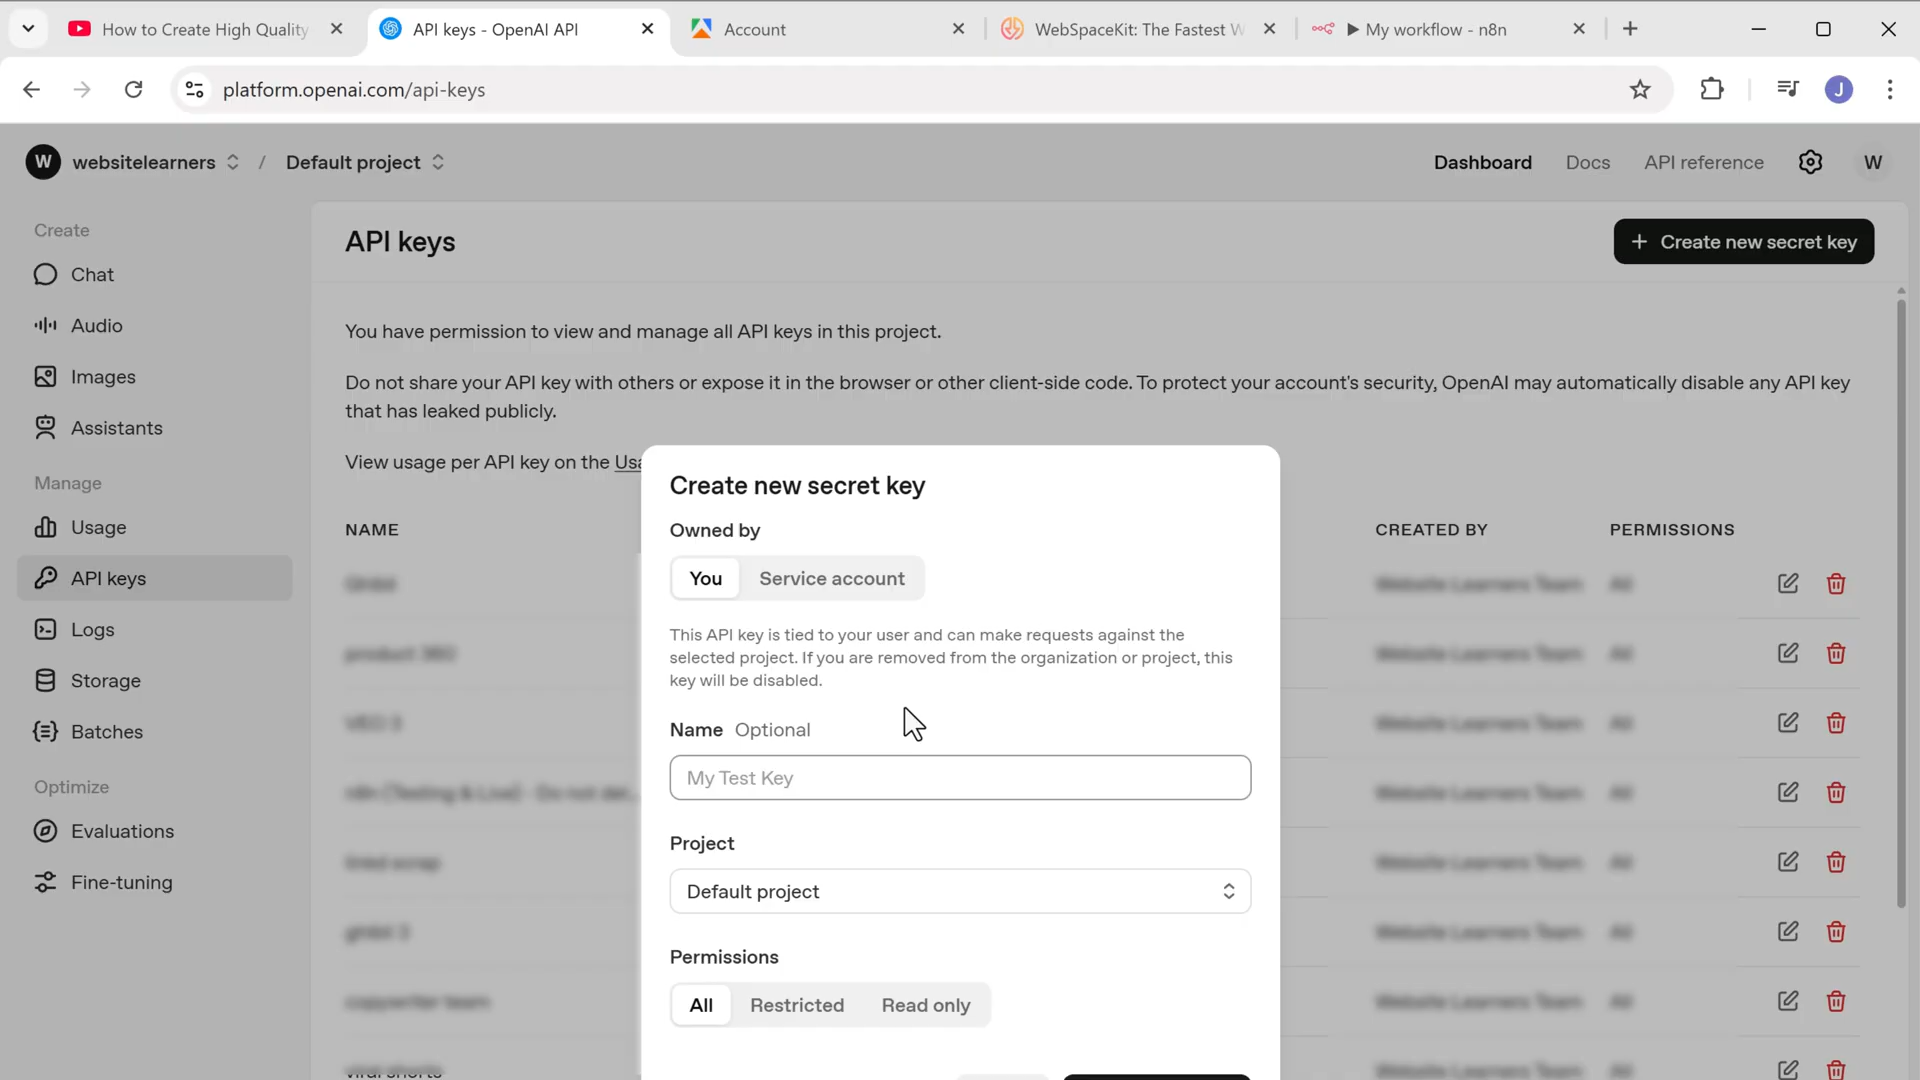 How to Create High Quality
API keys - OpenAI API
Account
WebSpaceKit: The Fastest W
▶ My workflow - n8n
platform.openai.com/api-keys
J
W websitelearners / Default project
Dashboard Docs API reference W
Create
Chat
Audio
Images
Assistants
Manage
Usage
API keys
Logs
Storage
Batches
Optimize
Evaluations
Fine-tuning
API keys
+ Create new secret key
You have permission to view and manage all API keys in this project.
Do not share your API key with others or expose it in the browser or other client-side code. To protect your account's security, OpenAI may automatically disable any API key
that has leaked publicly.
View usage per API key on the Usa
NAME CREATED BY PERMISSIONS
Create new secret key
Owned by
You Service account
This API key is tied to your user and can make requests against the
selected project. If you are removed from the organization or project, this
key will be disabled.
Name Optional
My Test Key
Project
Default project
Permissions
All Restricted Read only